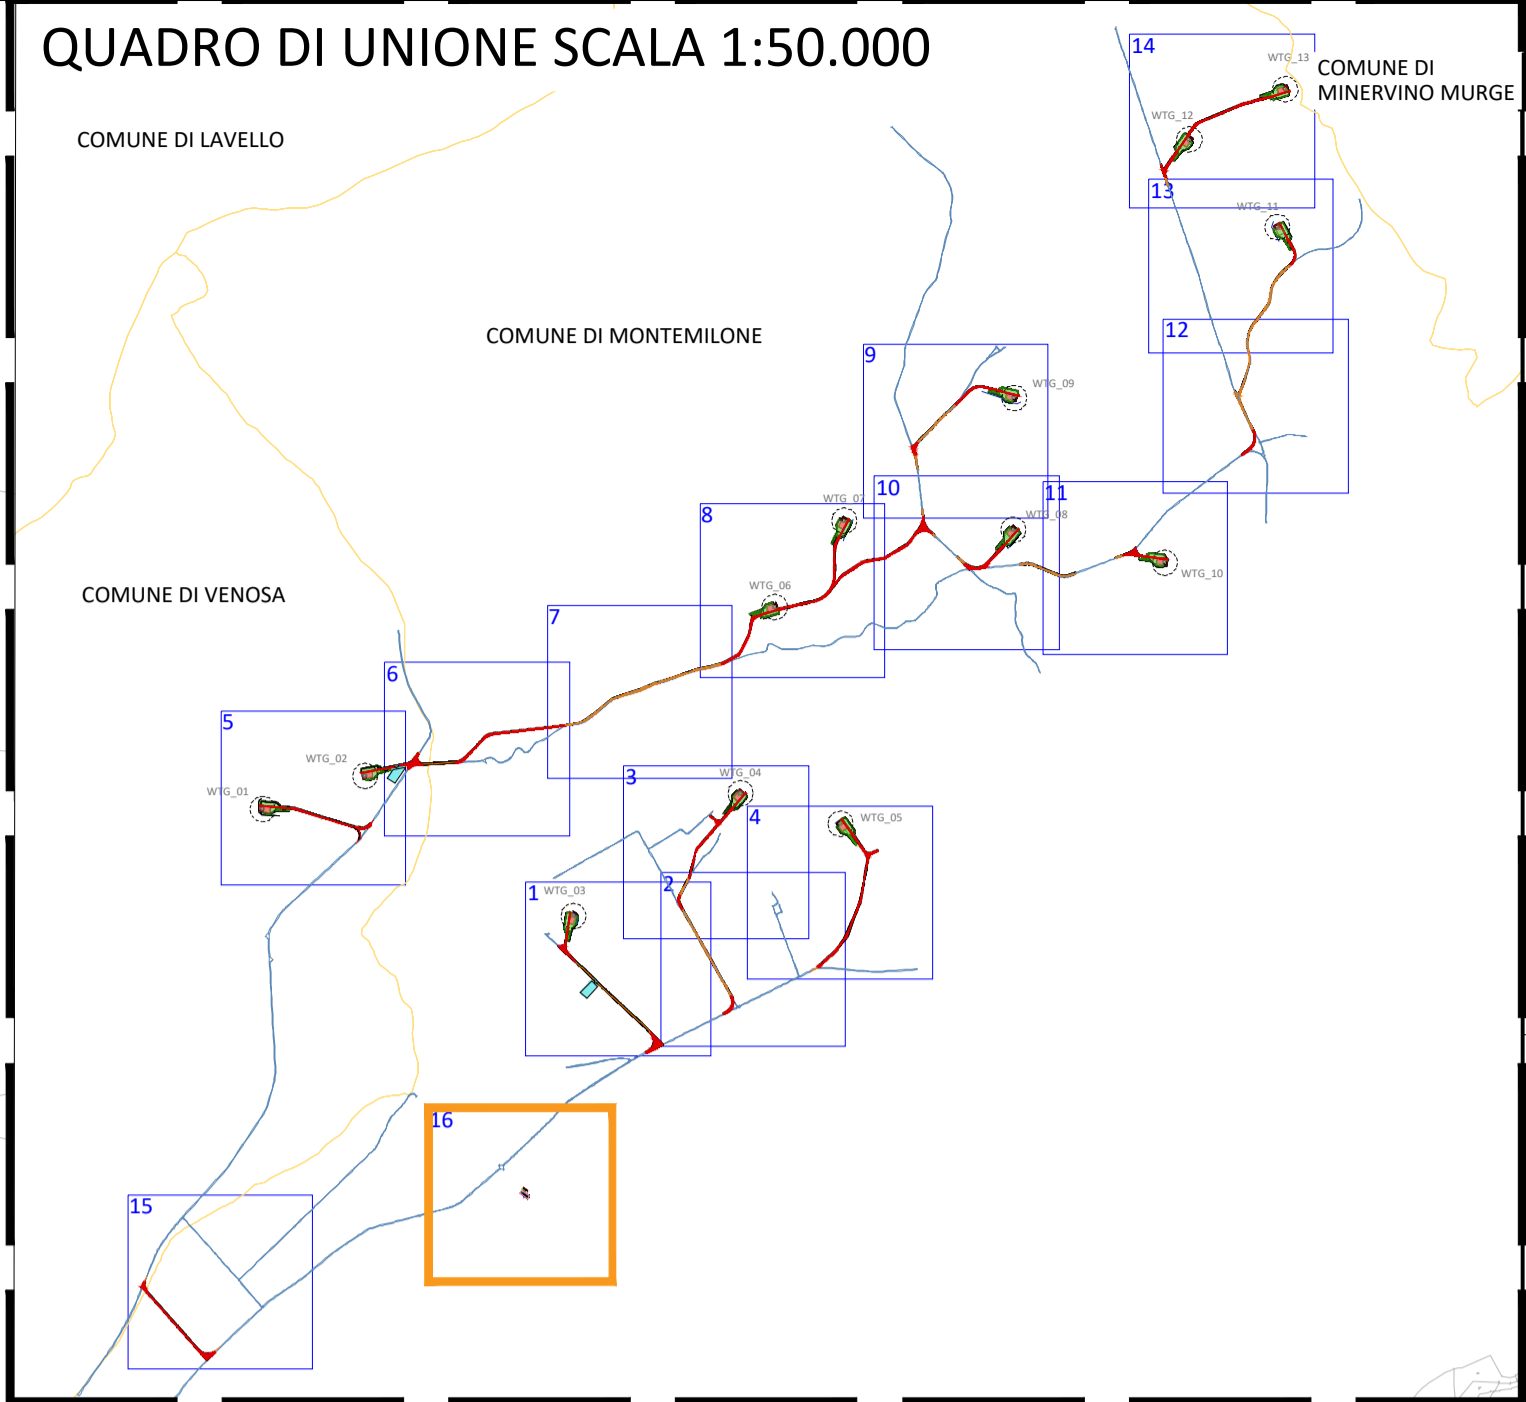 QUADRO DI UNIONE SCALA 1:50.000
14
WTG_13
COMUNE DI
MINERVINO MURGE
WTG_12
COMUNE DI LAVELLO
13
WTG_11
COMUNE DI MONTEMILONE
12
9
WTG_09
10
11
WTG_07
8
WTG_08
WTG_10
WTG_06
COMUNE DI VENOSA
7
6
5
WTG_02
3
WTG_04
WTG_01
4
WTG_05
1
WTG_03
2
16
15